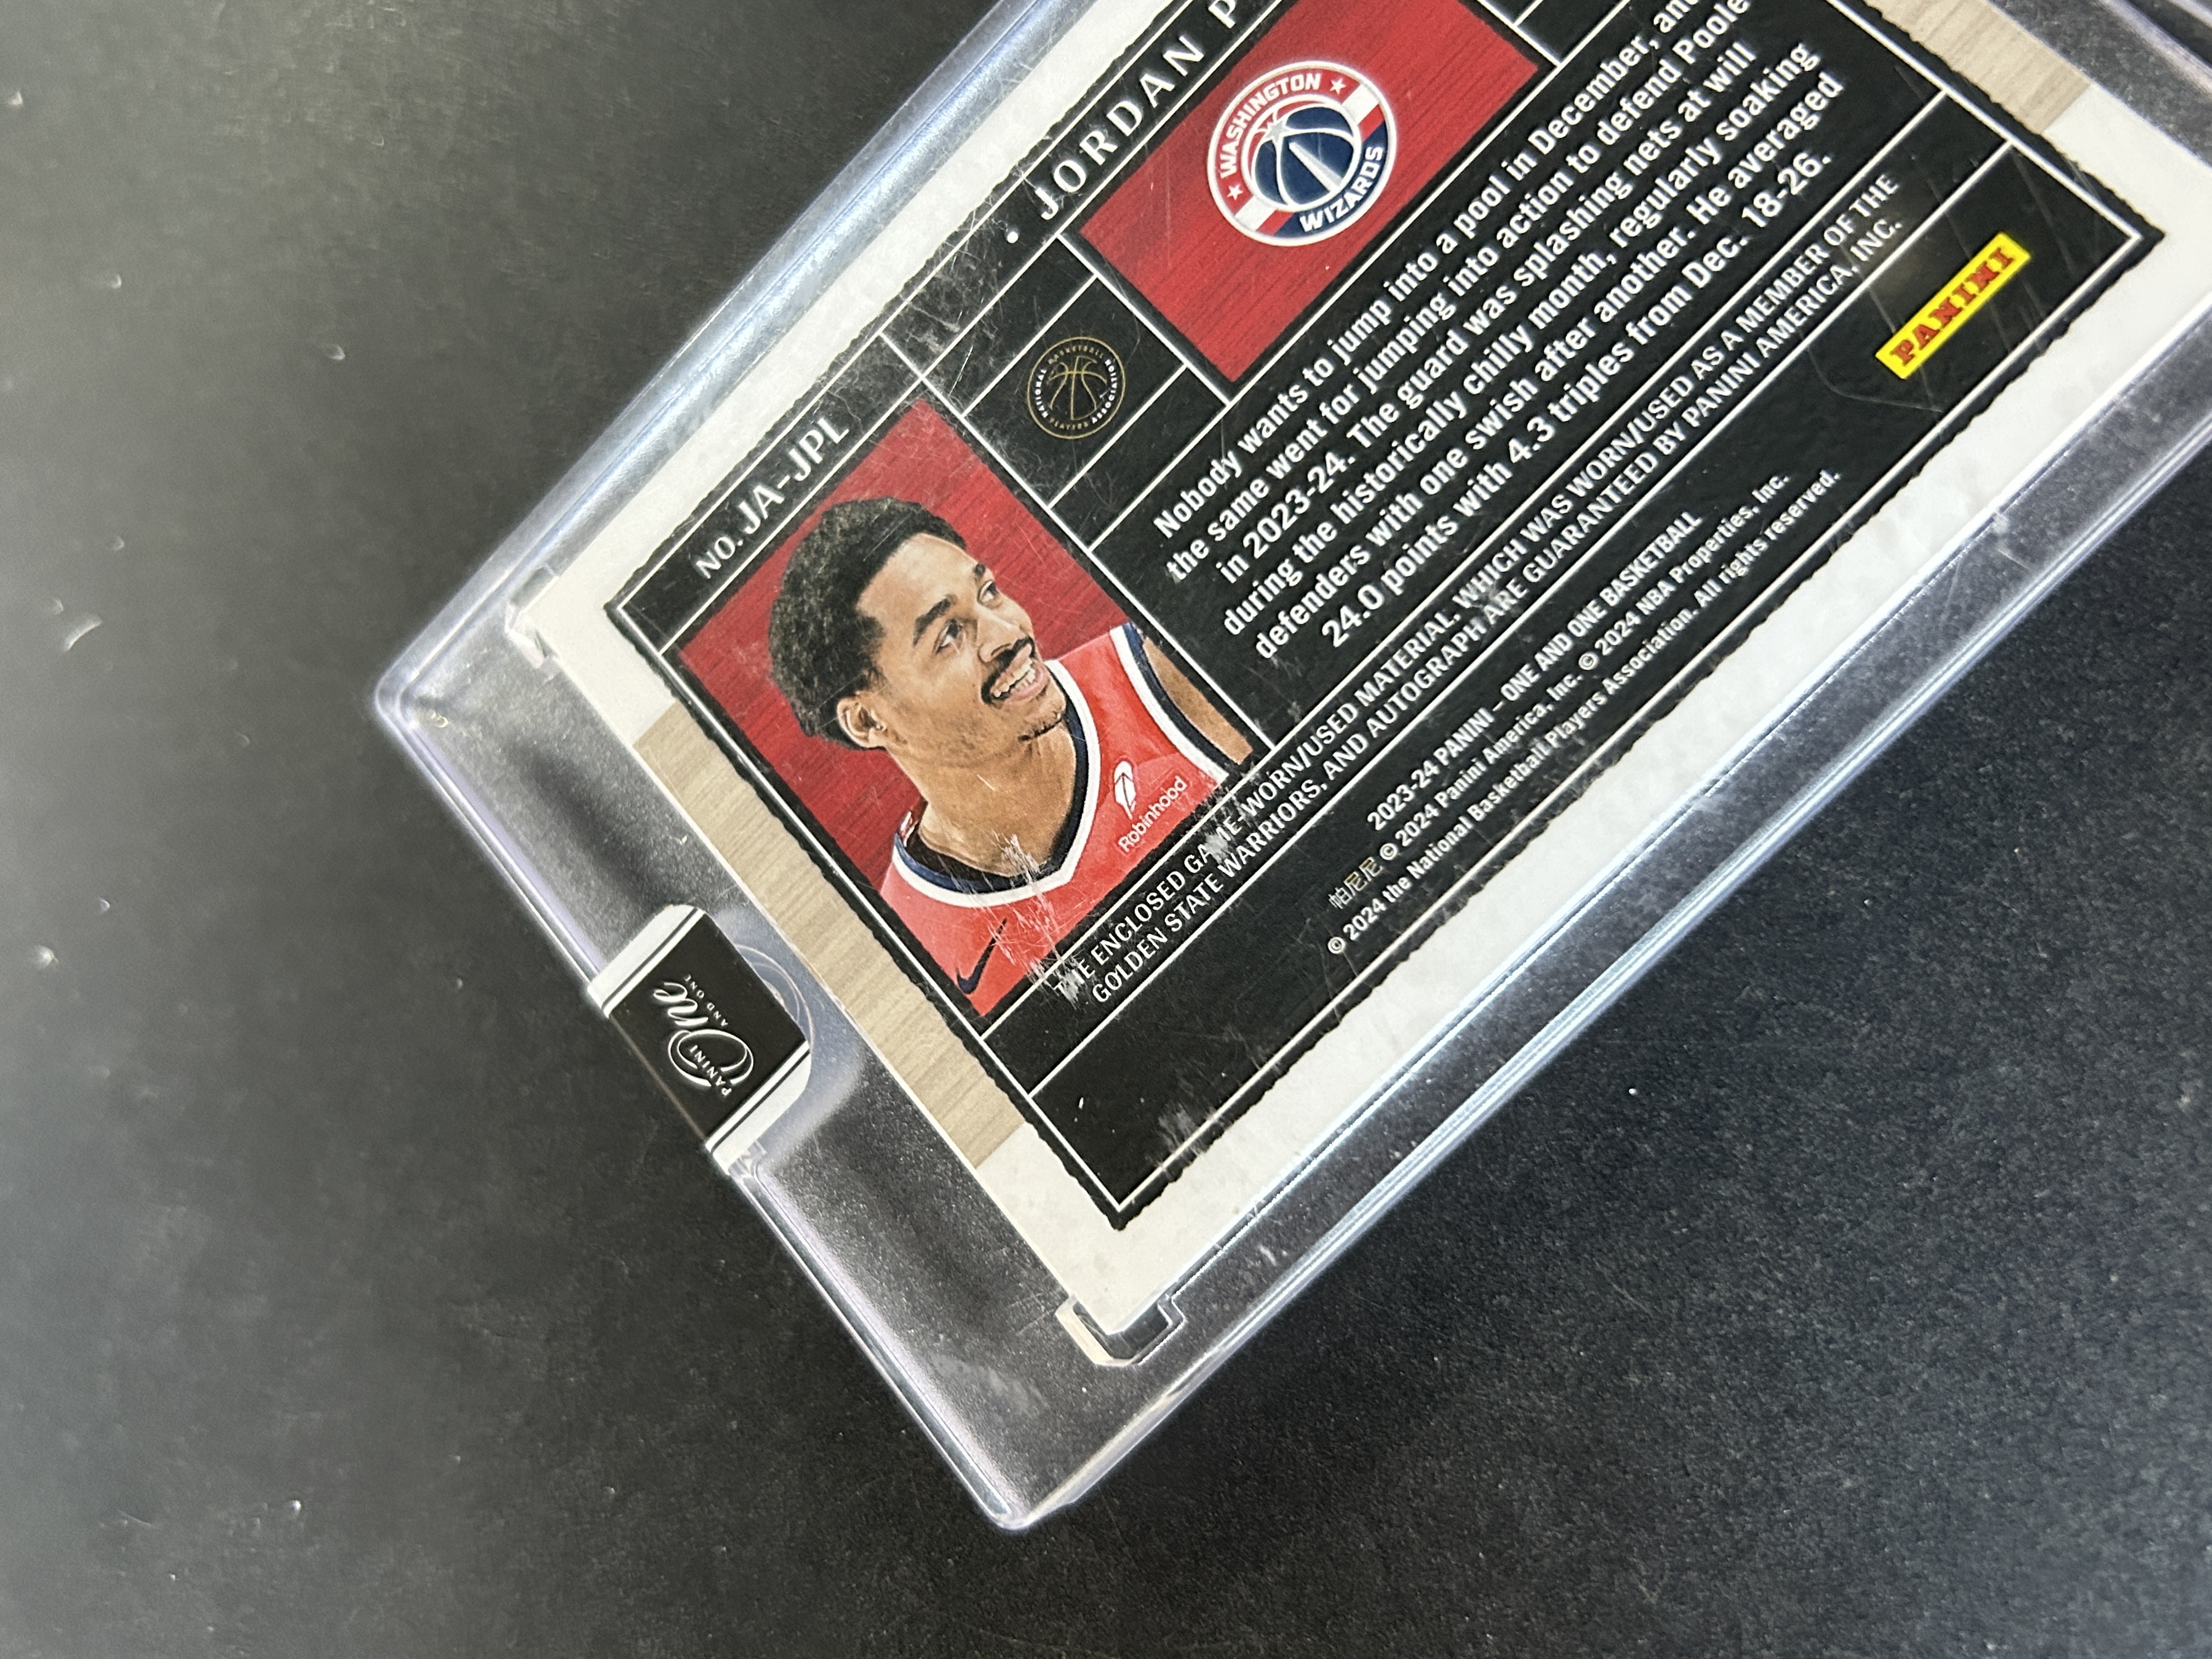 NO. JA-JPL
JORDAN P
WASHINGTON
WIZARDS
NATIONAL BASKETBALL
PLAYERS ASSOCIATION
Robinhood
Nobody wants to jump into a pool in December, and
the same went for jumping into action to defend Poole
in 2023-24. The guard was splashing nets at will
during the historically chilly month, regularly soaking
defenders with one swish after another. He averaged
24.0 points with 4.3 triples from Dec. 18-26.
THE ENCLOSED GAME-WORN/USED MATERIAL, WHICH WAS WORN/USED AS A MEMBER OF THE
GOLDEN STATE WARRIORS, AND AUTOGRAPH ARE GUARANTEED BY PANINI AMERICA, INC.
2023-24 PANINI – ONE AND ONE BASKETBALL
帕尼尼 © 2024 Panini America, Inc. © 2024 NBA Properties, Inc.
© 2024 the National Basketball Players Association. All rights reserved.
PANINI
PANINI
One
AND ONE